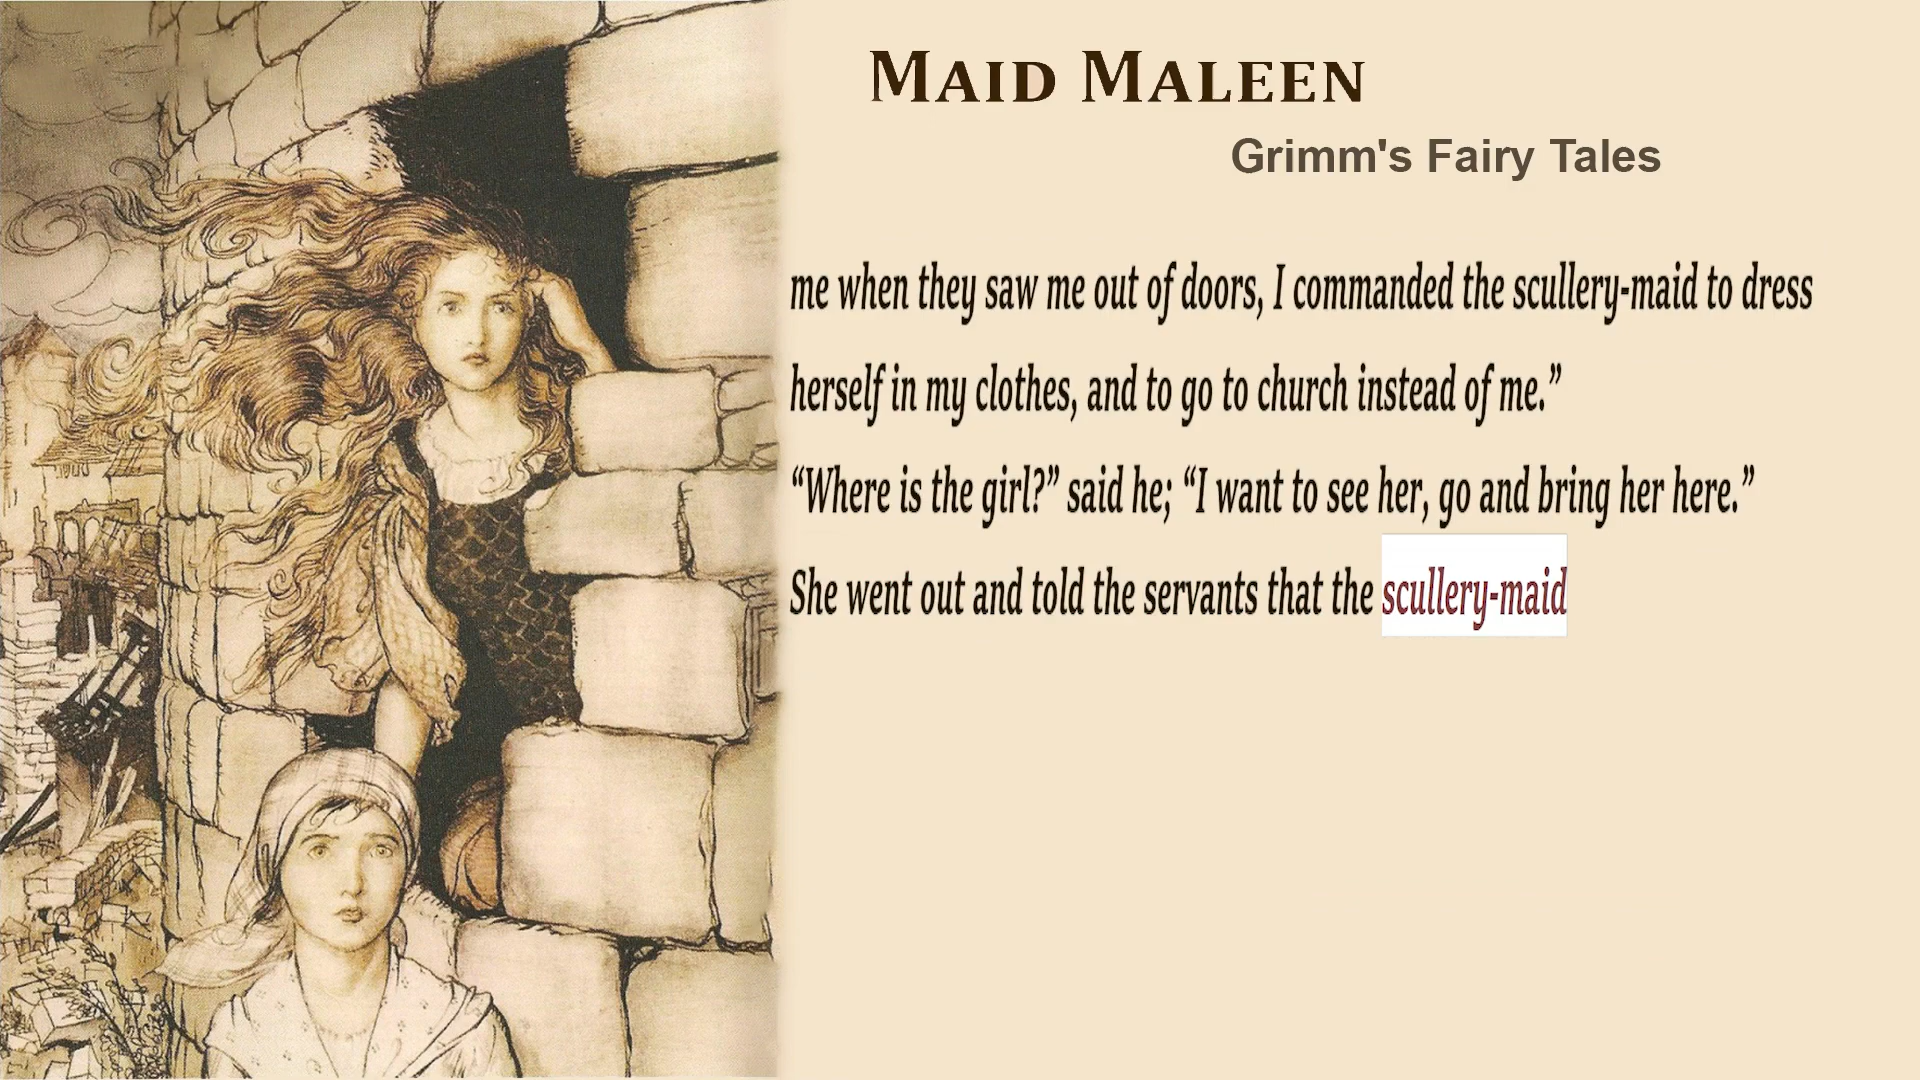 Maid Maleen
Grimm's Fairy Tales
me when they saw me out of doors, I commanded the scullery-maid to dress
herself in my clothes, and to go to church instead of me.”
“Where is the girl?” said he; “I want to see her, go and bring her here.”
She went out and told the servants that the scullery-maid